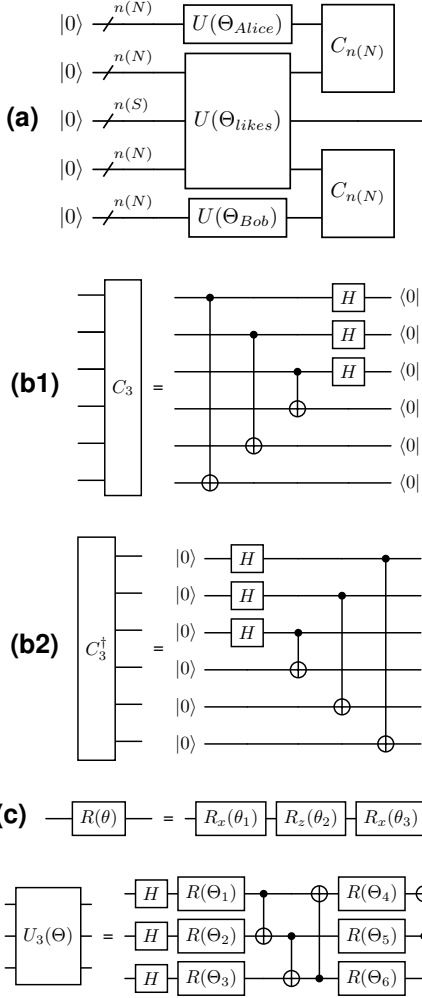 |0⟩ n(N) U(Θ_Alice) C_n(N)
|0⟩ n(N)
(a) |0⟩ n(S) U(Θ_likes)
|0⟩ n(N) C_n(N)
|0⟩ n(N) U(Θ_Bob)
H ⟨0|
H ⟨0|
H ⟨0|
(b1) C_3 = ⟨0|
⟨0|
⟨0|
|0⟩ H
|0⟩ H
|0⟩ H
(b2) C_3^† = |0⟩
|0⟩
|0⟩
(c) R(θ) = R_x(θ_1) R_z(θ_2) R_x(θ_3)
H R(Θ_1) R(Θ_4)
U_3(Θ) = H R(Θ_2) R(Θ_5)
H R(Θ_3) R(Θ_6)